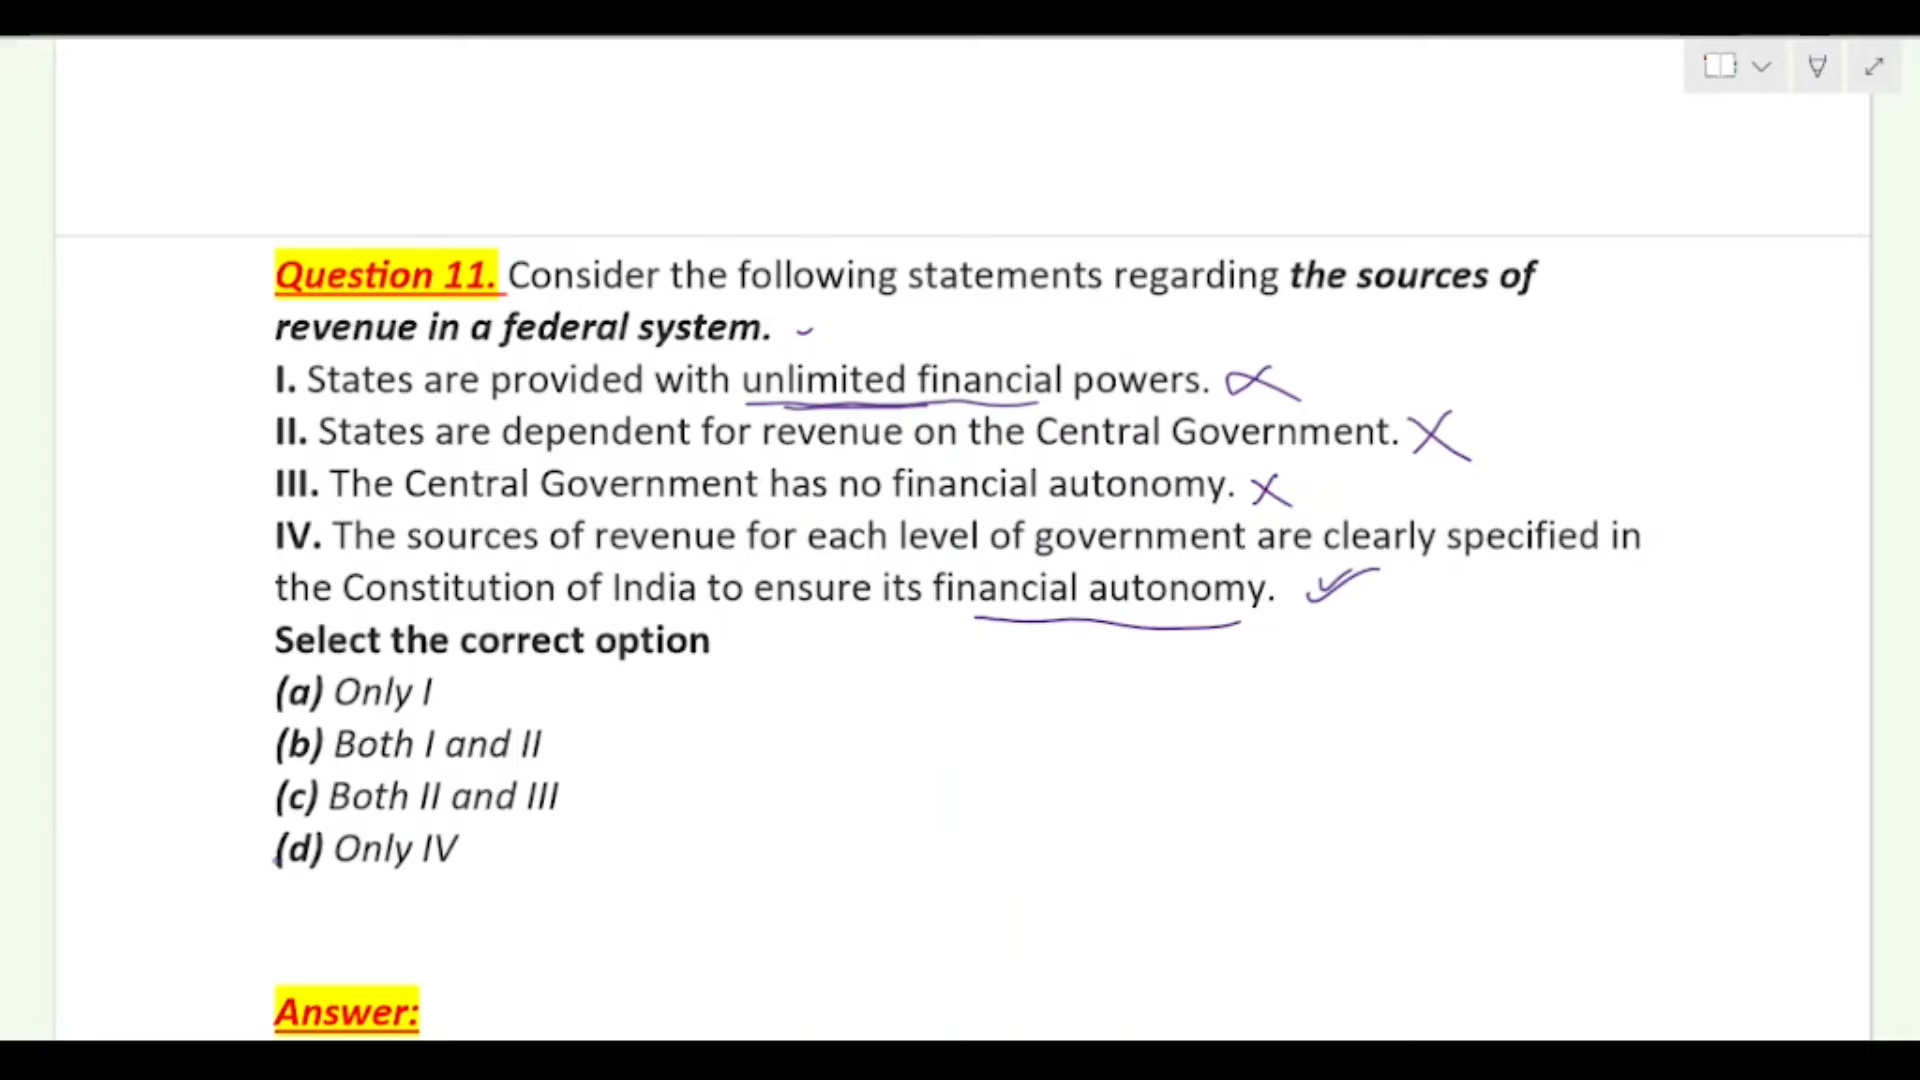 Question 11. Consider the following statements regarding the sources of
revenue in a federal system.
I. States are provided with unlimited financial powers.
II. States are dependent for revenue on the Central Government.
III. The Central Government has no financial autonomy.
IV. The sources of revenue for each level of government are clearly specified in
the Constitution of India to ensure its financial autonomy.
Select the correct option
(a) Only I
(b) Both I and II
(c) Both II and III
(d) Only IV
Answer: